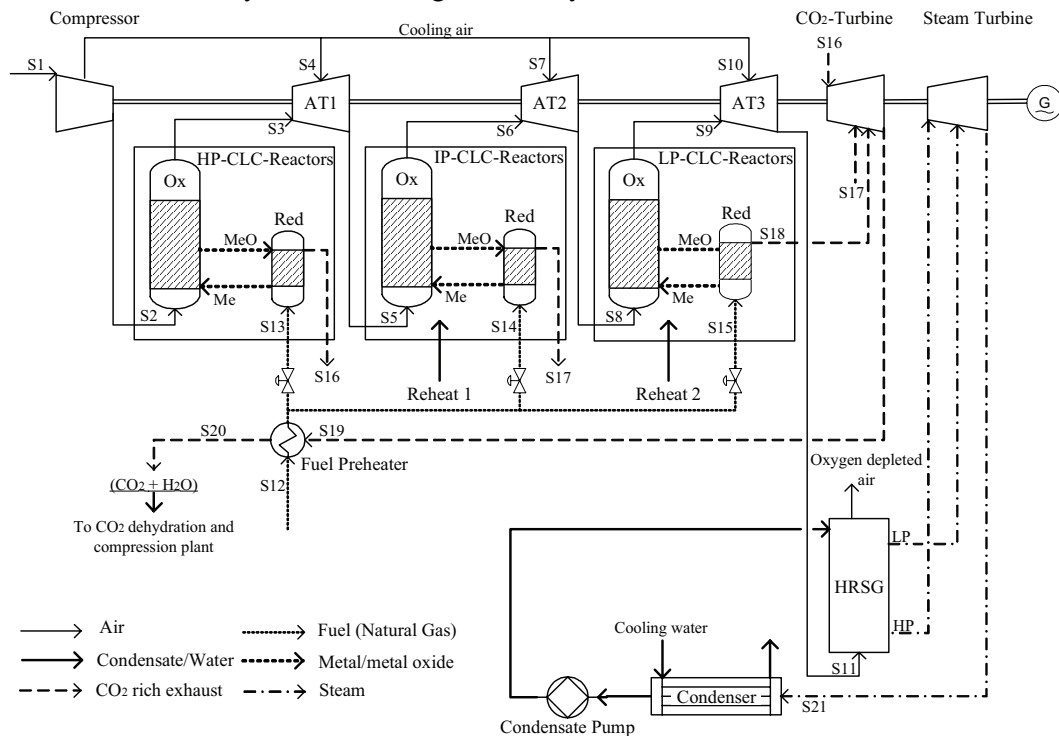 Compressor
CO2-Turbine
Steam Turbine
Cooling air
S16
S1
S4
S7
S10
AT1
AT2
AT3
G
S3
S6
S9
HP-CLC-Reactors
IP-CLC-Reactors
LP-CLC-Reactors
Ox
Ox
Ox
Red
Red
Red
S17
MeO
MeO
MeO
S18
Me
Me
Me
S2
S13
S5
S14
S8
S15
S16
Reheat 1
S17
Reheat 2
S20
S19
Fuel Preheater
S12
(CO2 + H2O)
To CO2 dehydration and
compression plant
Oxygen depleted
air
LP
HRSG
HP
S11
Air
Fuel (Natural Gas)
Condensate/Water
Metal/metal oxide
CO2 rich exhaust
Steam
Cooling water
Condenser
Condensate Pump
S21